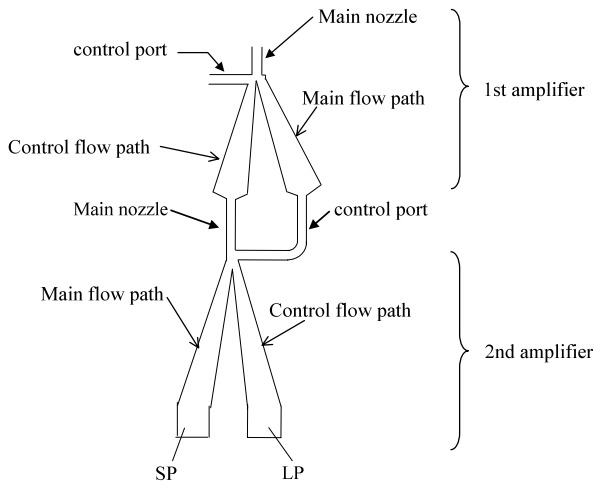 Main nozzle
control port
1st amplifier
Main flow path
Control flow path
Main nozzle
control port
Main flow path
Control flow path
2nd amplifier
SP
LP